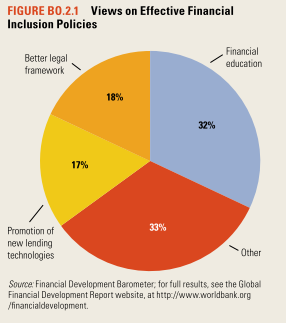 FIGURE BO.2.1 Views on Effective Financial
Inclusion Policies
Better legal
framework
Financial
education
18%
32%
17%
33%
Promotion of
new lending
technologies
Other
Source: Financial Development Barometer; for full results, see the Global
Financial Development Report website, at http://www.worldbank.org
/financialdevelopment.